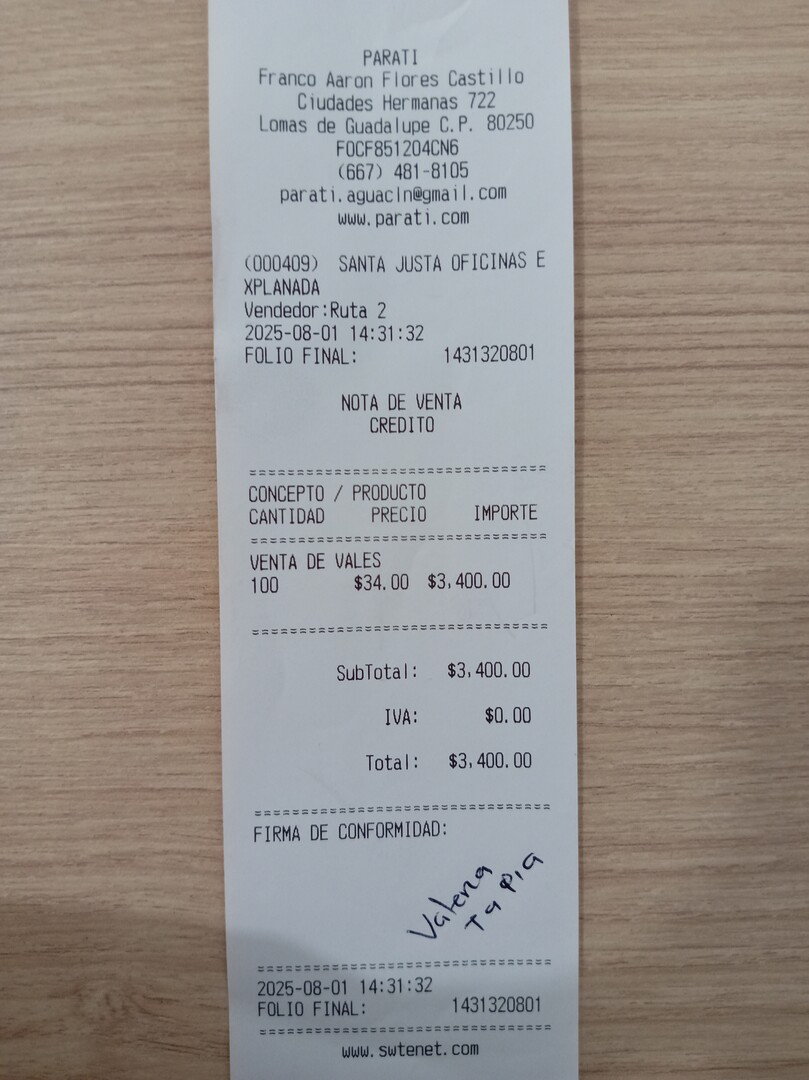 PARATI
Franco Aaron Flores Castillo
Ciudades Hermanas 722
Lomas de Guadalupe C.P. 80250
FOCF851204CN6
(667) 481-8105
parati.aguacln@gmail.com
www.parati.com
(000409) SANTA JUSTA OFICINAS E
XPLANADA
Vendedor:Ruta 2
2025-08-01 14:31:32
FOLIO FINAL: 1431320801
NOTA DE VENTA
CREDITO
================================
CONCEPTO / PRODUCTO
CANTIDAD PRECIO IMPORTE
================================
VENTA DE VALES
100 $34.00 $3,400.00
================================
SubTotal: $3,400.00
IVA: $0.00
Total: $3,400.00
================================
FIRMA DE CONFORMIDAD:
Valeria
Tapia
================================
2025-08-01 14:31:32
FOLIO FINAL: 1431320801
================================
www.swtenet.com